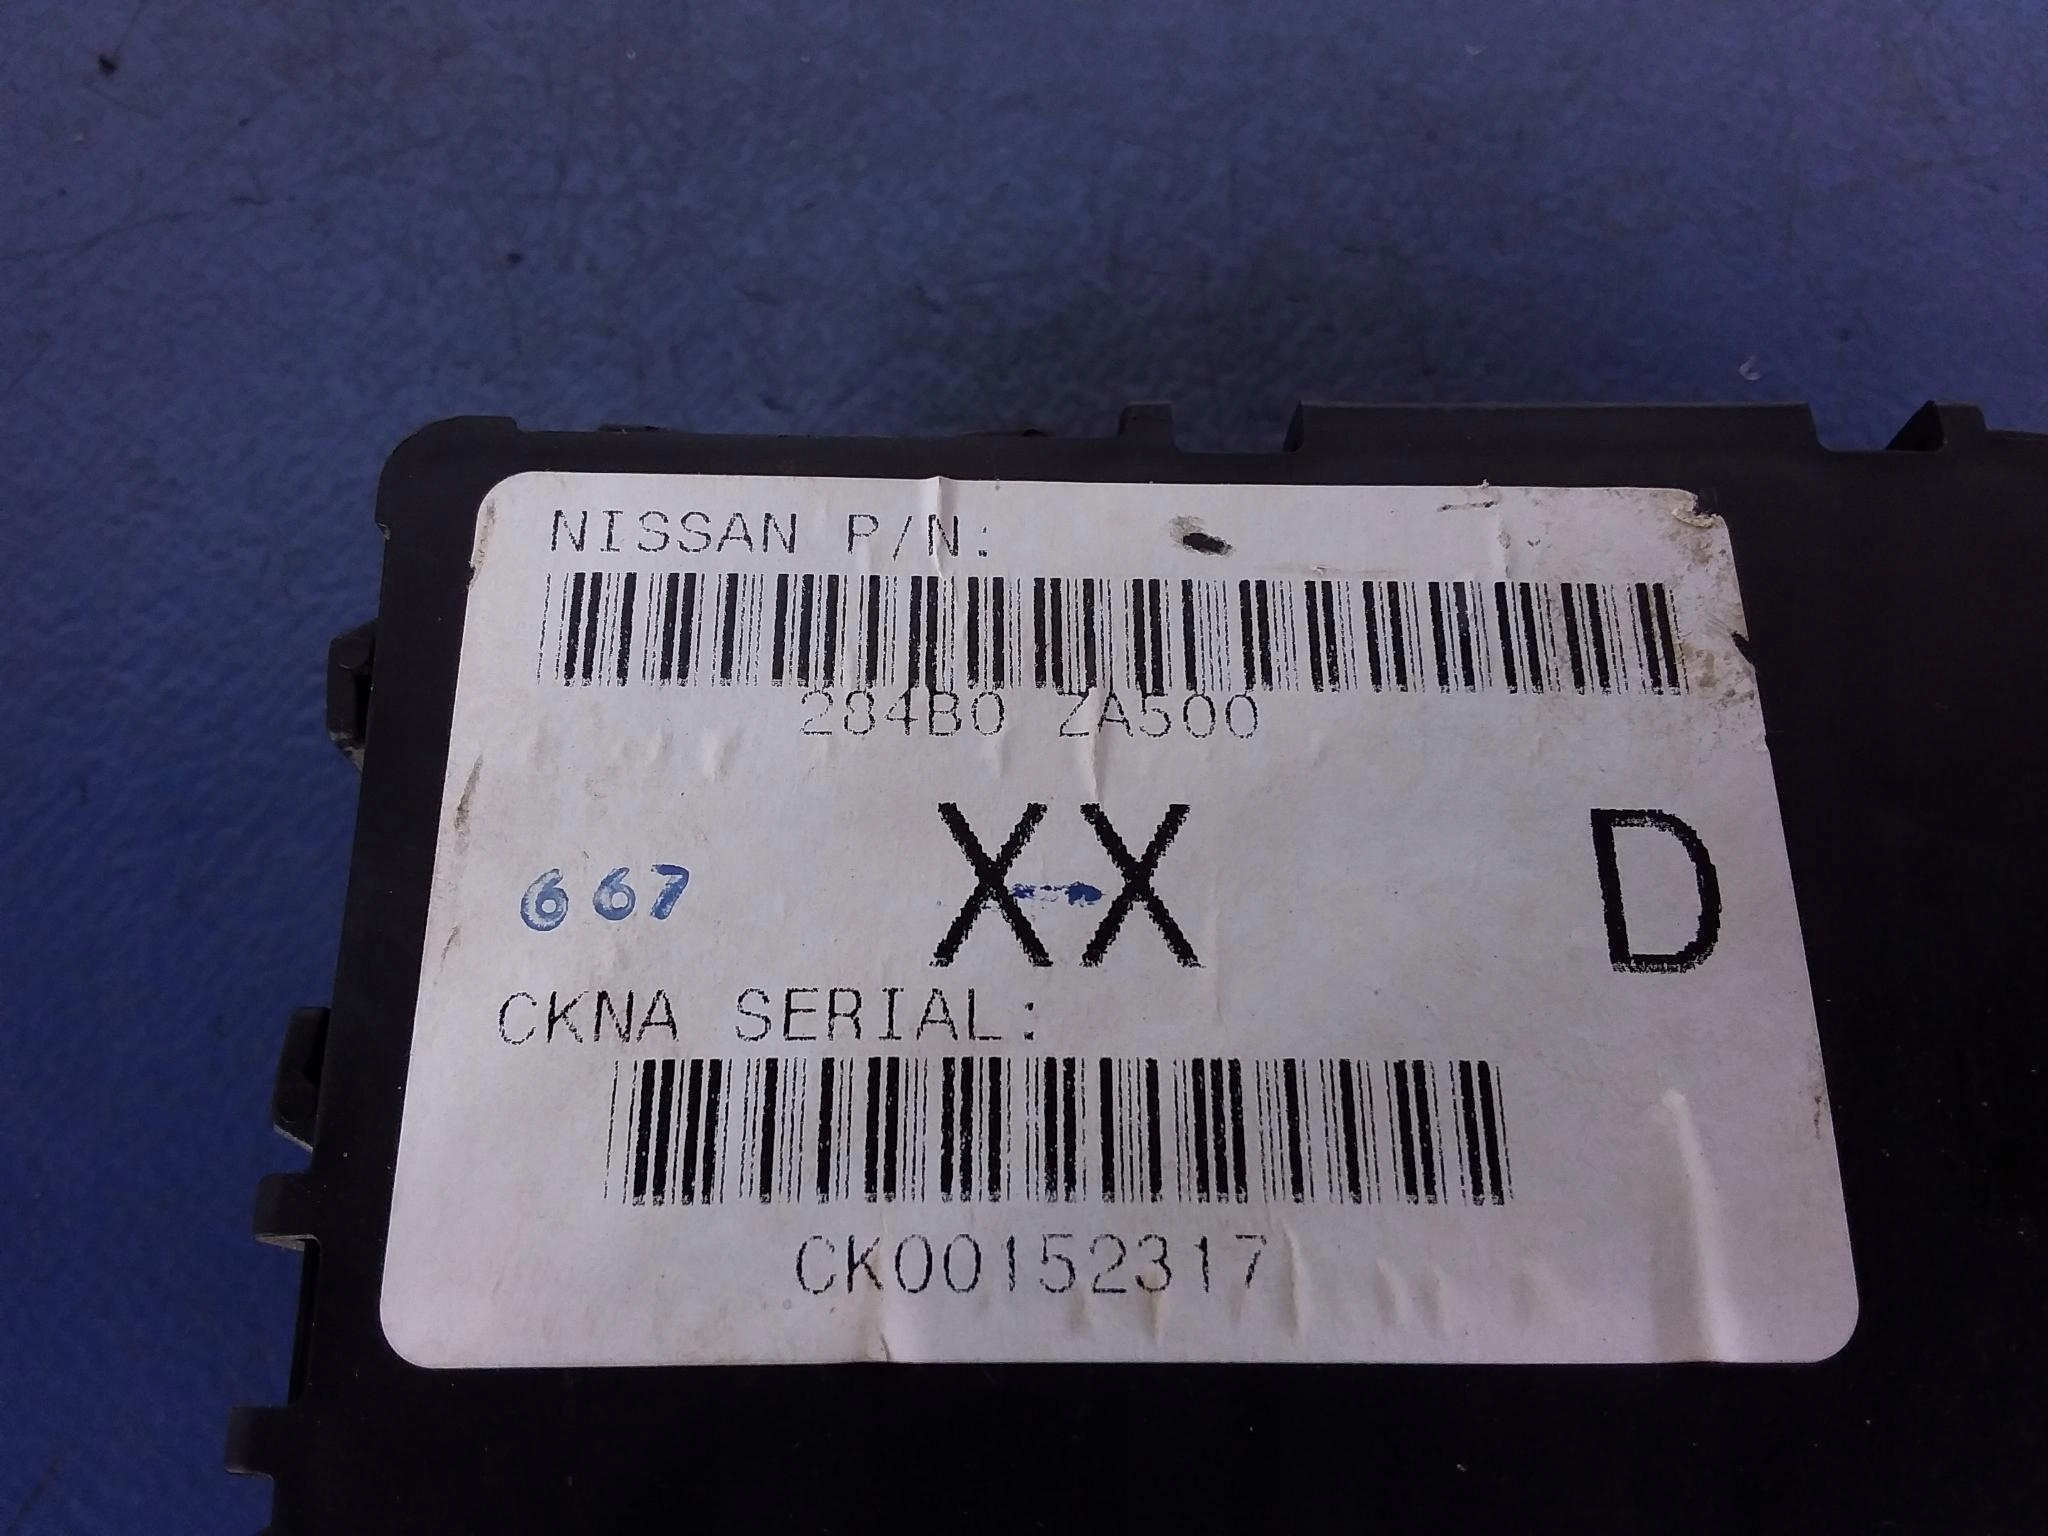 NISSAN P/N:
284B0 ZA500
XX D
667
CKNA SERIAL:
CK00152317